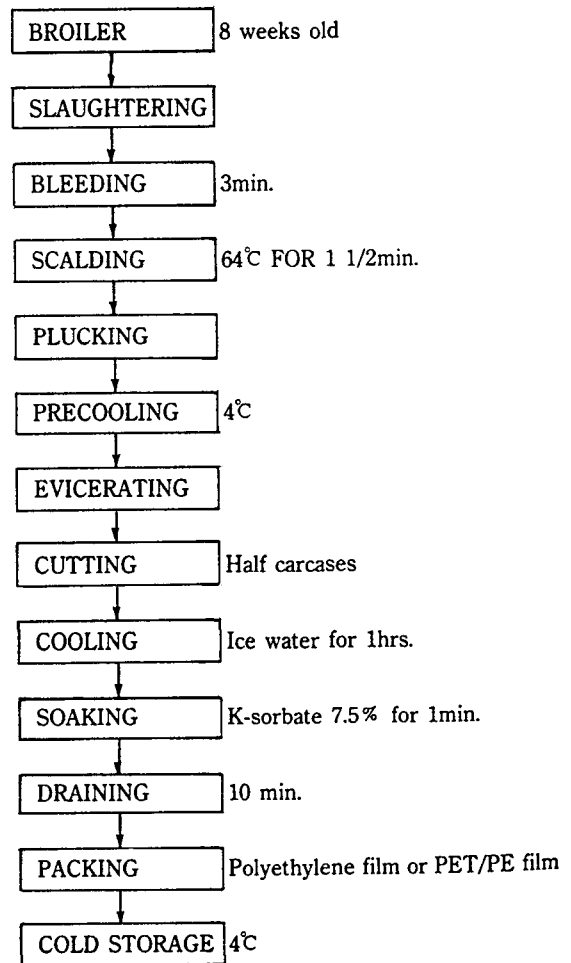 BROILER 8 weeks old
SLAUGHTERING
BLEEDING 3min.
SCALDING 64℃ FOR 1 1/2min.
PLUCKING
PRECOOLING 4℃
EVICERATING
CUTTING Half carcases
COOLING Ice water for 1hrs.
SOAKING K-sorbate 7.5% for 1min.
DRAINING 10 min.
PACKING Polyethylene film or PET/PE film
COLD STORAGE 4℃